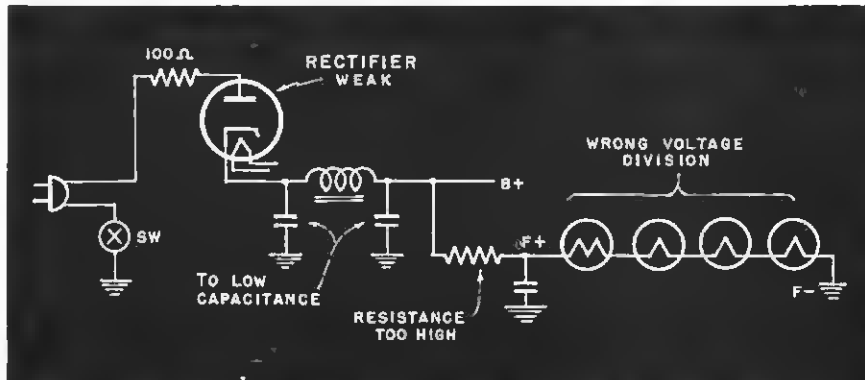 100Ω
RECTIFIER
WEAK
WRONG VOLTAGE
DIVISION
B+
SW
F+
TO LOW
CAPACITANCE
F-
RESISTANCE
TOO HIGH